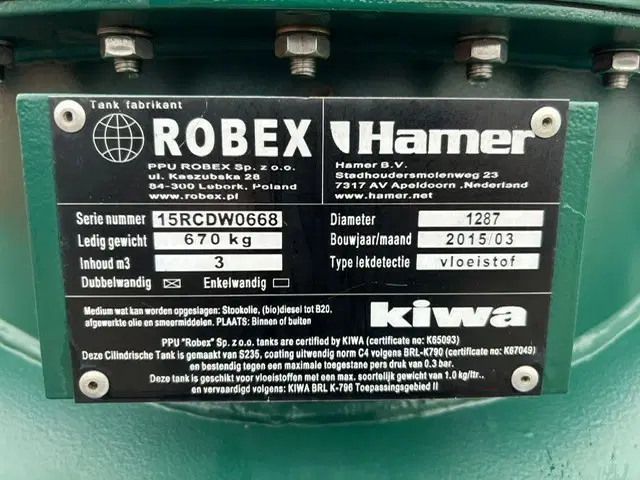 Tank fabrikant
ROBEX
PPU ROBEX Sp. z o.o.
ul. Kaszubska 28
84-300 Lębork, Poland
www.robex.pl
Hamer
Hamer B.V.
Stadhoudersmolenweg 23
7317 AV Apeldoorn ,Nederland
www.hamer.net
Serie nummer 15RCDW0668
Ledig gewicht 670 kg
Inhoud m3 3
Dubbelwandig Enkelwandig
Diameter 1287
Bouwjaar/maand 2015/03
Type lekdetectie vloeistof
Medium wat kan worden opgeslagen: Stookolie, (bio)diesel tot B20,
afgewerkte olie en smeermiddelen. PLAATS: Binnen of buiten
kiwa
PPU "Robex" Sp. z o.o. tanks are certified by KIWA (certificate no: K65093)
Deze Cilindrische Tank is gemaakt van S235, coating uitwendig norm C4 volgens BRL-K790 (certificate no: K67049)
en bestendig tegen een maximale toegestane pers druk van 0.3 bar.
Deze tank is geschikt voor vloeistoffen met een max. soortelijk gewicht van 1.0 kg/ltr..
en vervaardigd volgens: KIWA BRL K-796 Toepassingsgebied II